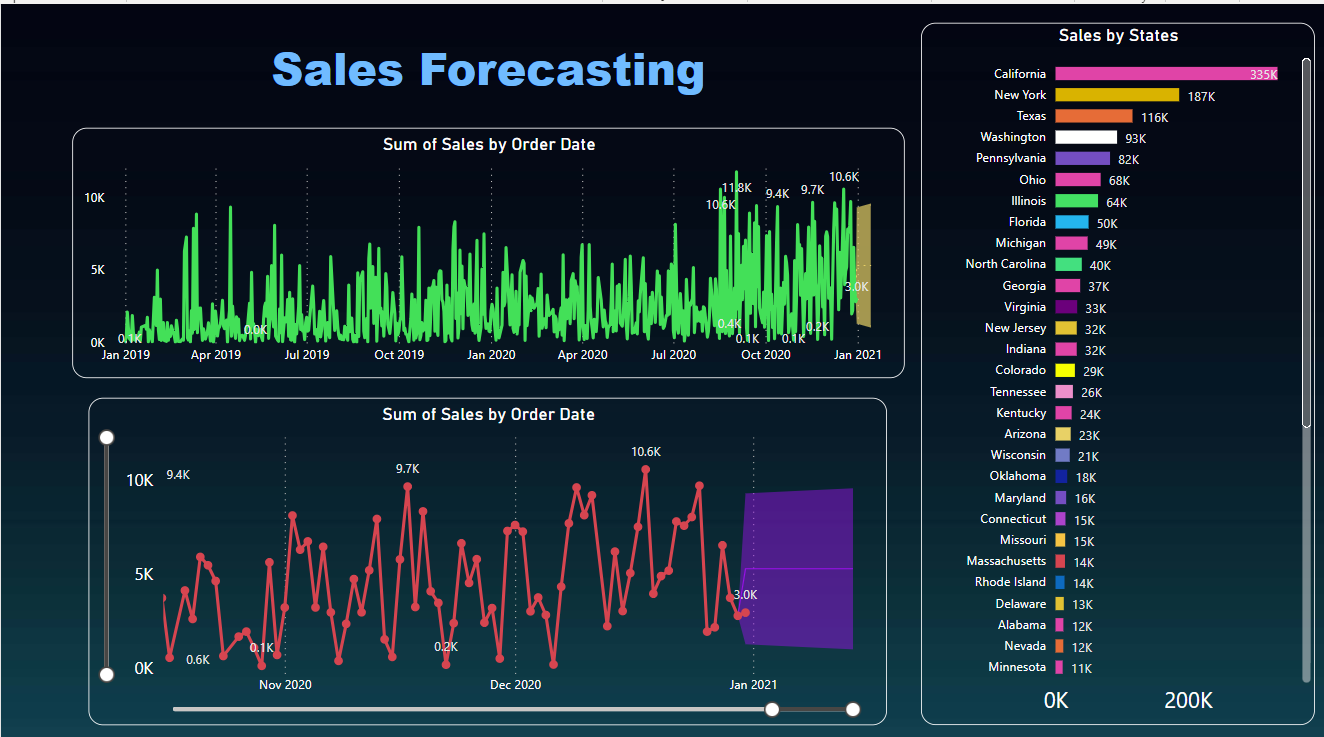 Sales Forecasting
Sum of Sales by Order Date
10K
5K
0K
0.1K
0.0K
10.6K
11.8K
9.4K
9.7K
10.6K
3.0K
0.4K
0.1K
0.1K
0.2K
Jan 2019
Apr 2019
Jul 2019
Oct 2019
Jan 2020
Apr 2020
Jul 2020
Oct 2020
Jan 2021
Sum of Sales by Order Date
10K
5K
0K
9.4K
0.6K
0.1K
9.7K
0.2K
10.6K
3.0K
Nov 2020
Dec 2020
Jan 2021
Sales by States
California 335K
New York 187K
Texas 116K
Washington 93K
Pennsylvania 82K
Ohio 68K
Illinois 64K
Florida 50K
Michigan 49K
North Carolina 40K
Georgia 37K
Virginia 33K
New Jersey 32K
Indiana 32K
Colorado 29K
Tennessee 26K
Kentucky 24K
Arizona 23K
Wisconsin 21K
Oklahoma 18K
Maryland 16K
Connecticut 15K
Missouri 15K
Massachusetts 14K
Rhode Island 14K
Delaware 13K
Alabama 12K
Nevada 12K
Minnesota 11K
0K 200K